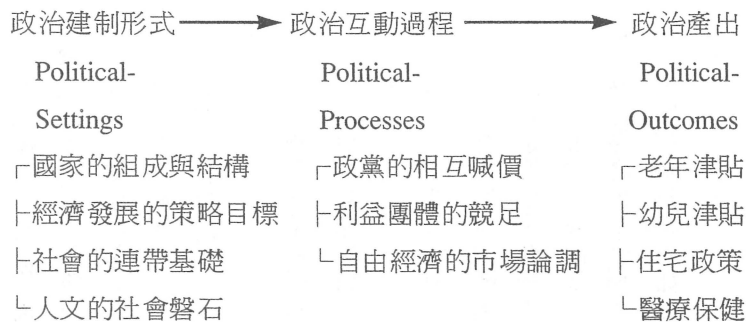 政治建制形式 → 政治互動過程 → 政治產出
Political- Political- Political-
Settings Processes Outcomes
┌國家的組成與結構 ┌政黨的相互喊價 ┌老年津貼
├經濟發展的策略目標 ├利益團體的競足 ├幼兒津貼
├社會的連帶基礎 └自由經濟的市場論調 ├住宅政策
└人文的社會磐石 └醫療保健